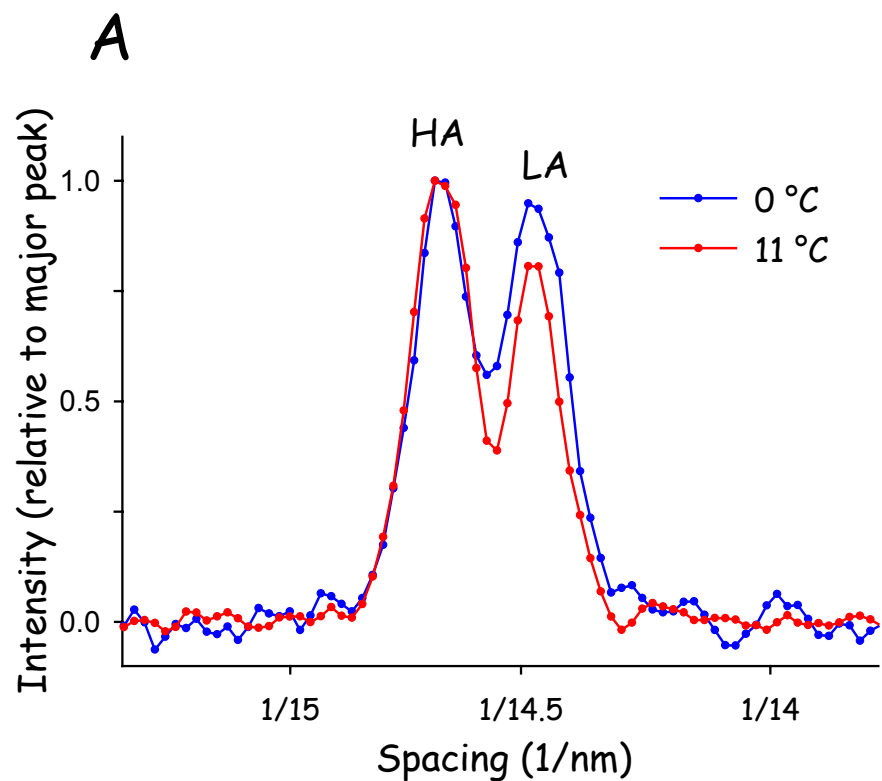 A
HA
LA
0 °C
11 °C
Intensity (relative to major peak)
1.0
0.5
0.0
1/15
1/14.5
1/14
Spacing (1/nm)